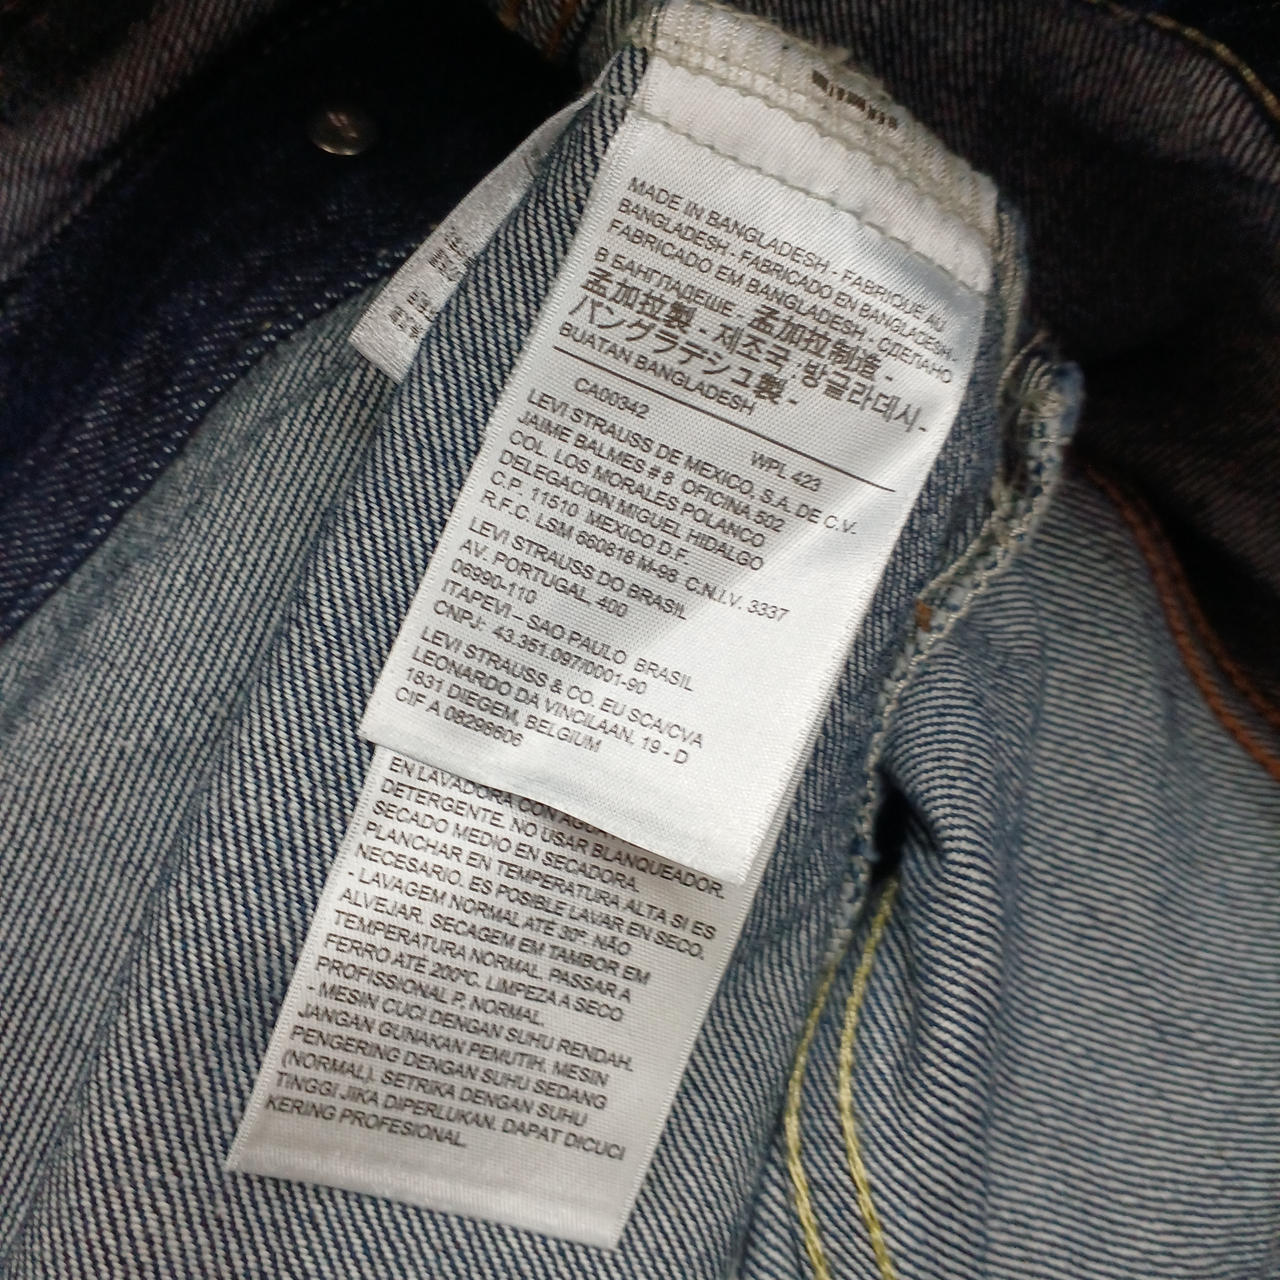 MADE IN BANGLADESH - FABRIQUE AU
BANGLADESH - FABRICADO EN BANGLADESH -
FABRICADO EM BANGLADESH - СДЕЛАНО
В БАНГЛАДЕШЕ - 孟加拉制造 -
孟加拉製 - 제조국: 방글라데시 -
バングラデシュ製 -
BUATAN BANGLADESH
CA00342 WPL 423
LEVI STRAUSS DE MEXICO, S.A. DE C.V.
JAIME BALMES # 8 OFICINA 502
COL. LOS MORALES POLANCO
DELEGACION MIGUEL HIDALGO
C.P. 11510 MEXICO D.F.
R.F.C. LSM 660818 M-98 C.N.I.V. 3337
LEVI STRAUSS DO BRASIL
AV. PORTUGAL, 400
06990-110
ITAPEVI – SAO PAULO BRASIL
CNPJ: 43.351.097/0001-90
LEVI STRAUSS & CO. EU SCA/CVA
LEONARDO DA VINCILAAN, 19 - D
1831 DIEGEM, BELGIUM
CIF A 08298606
EN LAVADORA CON
DETERGENTE. NO USAR BLANQUEADOR.
SECADO MEDIO EN SECADORA.
PLANCHAR EN TEMPERATURA ALTA SI ES
NECESARIO. ES POSIBLE LAVAR EN SECO.
- LAVAGEM NORMAL ATÉ 30º. NÃO
ALVEJAR. SECAGEM EM TAMBOR EM
TEMPERATURA NORMAL. PASSAR A
FERRO ATÉ 200ºC. LIMPEZA A SECO
PROFISSIONAL P. NORMAL.
- MESIN CUCI DENGAN SUHU RENDAH.
JANGAN GUNAKAN PEMUTIH. MESIN
PENGERING DENGAN SUHU SEDANG
(NORMAL). SETRIKA DENGAN SUHU
TINGGI JIKA DIPERLUKAN. DAPAT DICUCI
KERING PROFESIONAL.